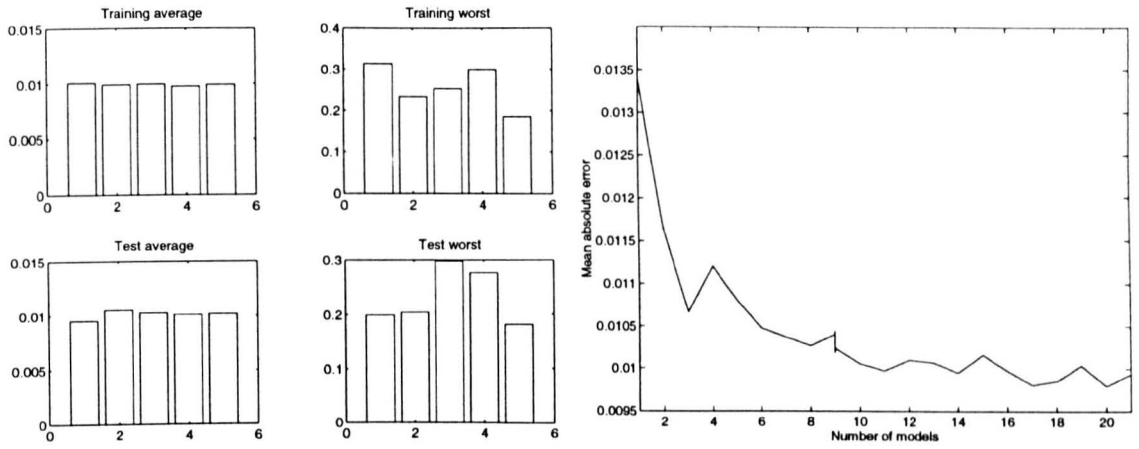 Training average
0.015
0.01
0.005
0
0 2 4 6
Training worst
0.4
0.3
0.2
0.1
0
0 2 4 6
Test average
0.015
0.01
0.005
0
0 2 4 6
Test worst
0.3
0.2
0.1
0
0 2 4 6
Mean absolute error
0.0135
0.013
0.0125
0.012
0.0115
0.011
0.0105
0.01
0.0095
2 4 6 8 10 12 14 16 18 20
Number of models